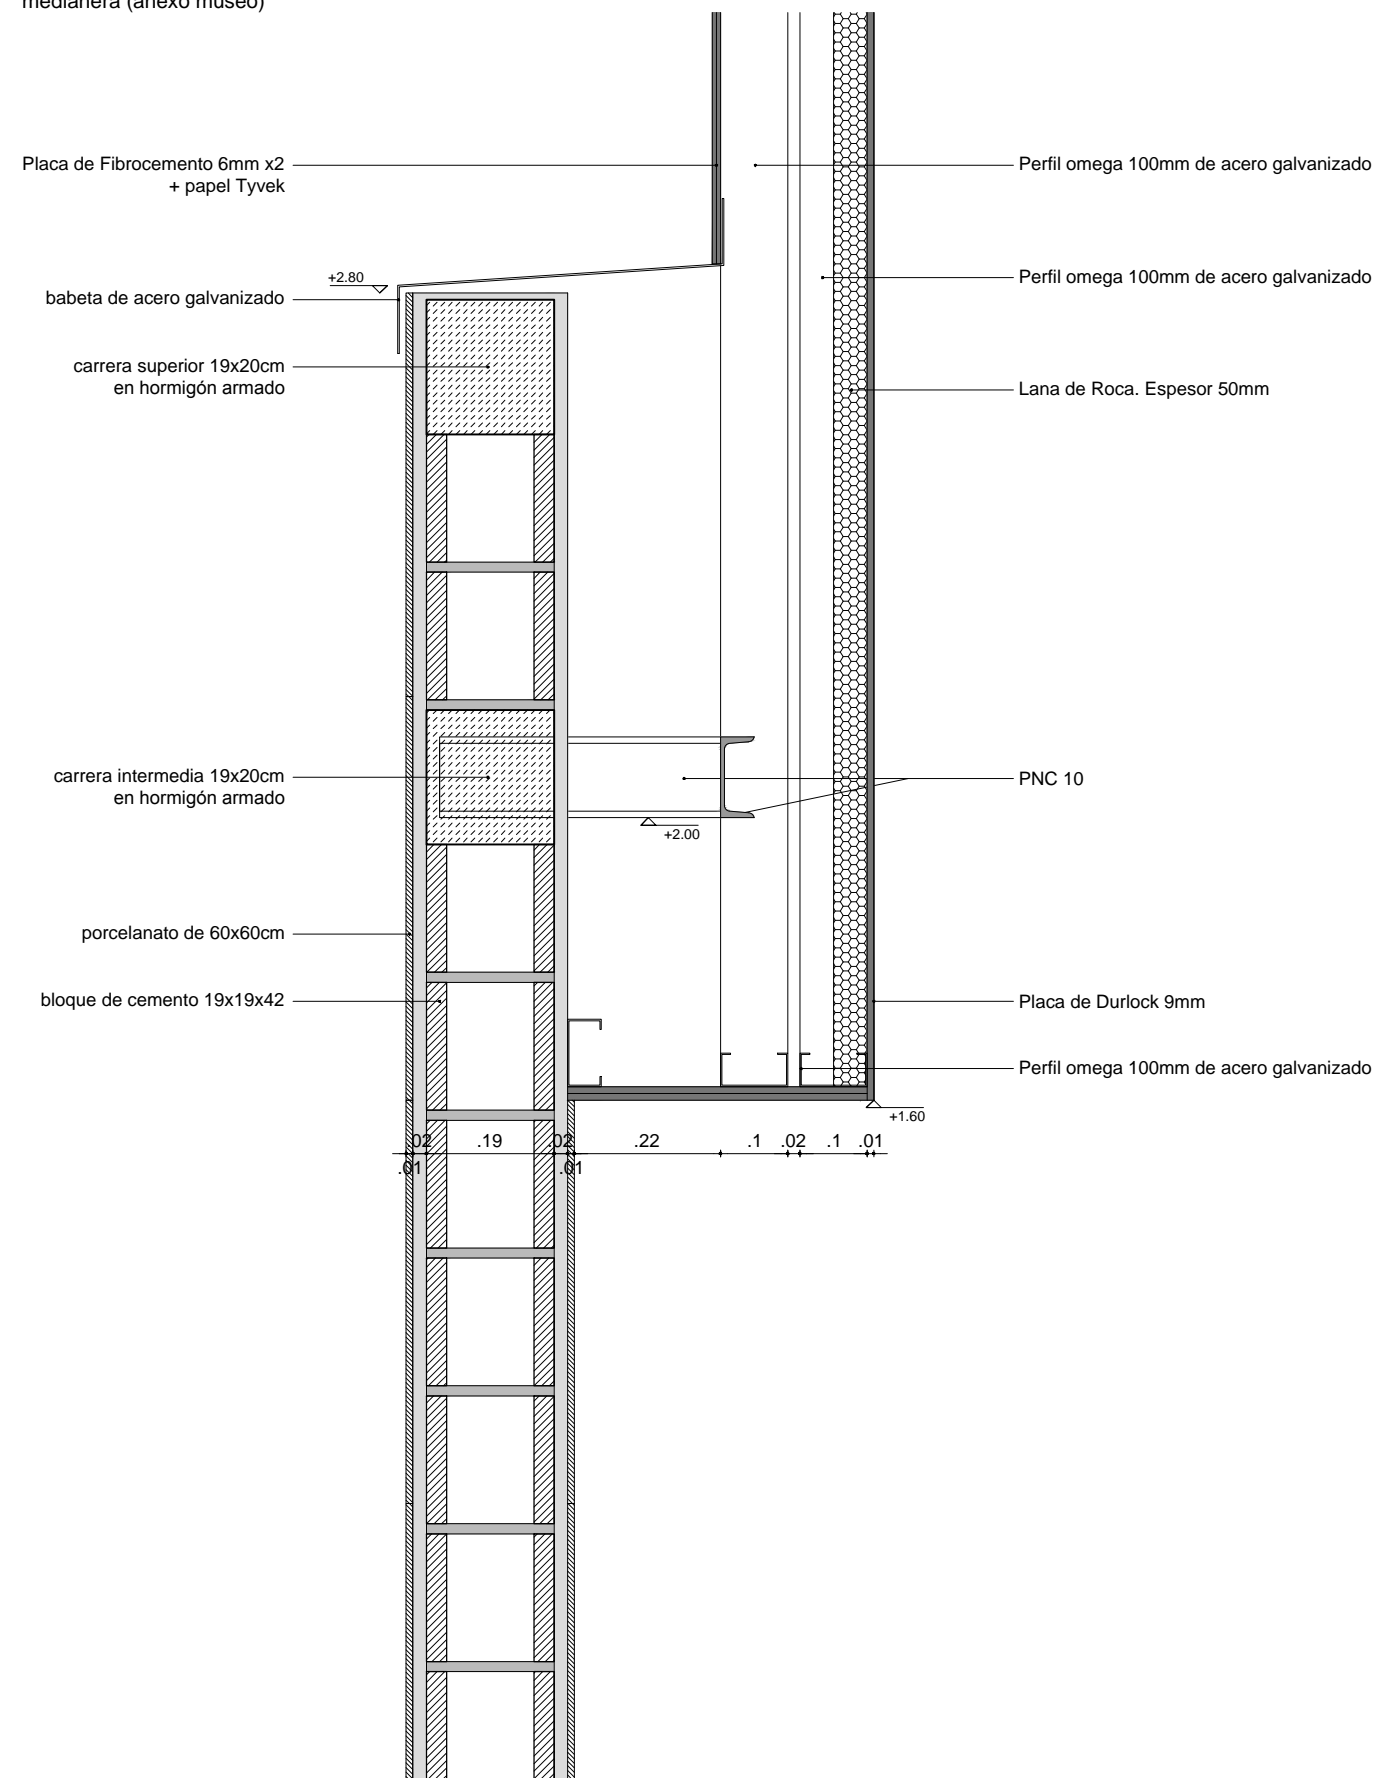 medianera (anexo museo)
Placa de Fibrocemento 6mm x2
+ papel Tyvek
Perfil omega 100mm de acero galvanizado
+2.80
babeta de acero galvanizado
Perfil omega 100mm de acero galvanizado
carrera superior 19x20cm
en hormigón armado
Lana de Roca. Espesor 50mm
carrera intermedia 19x20cm
en hormigón armado
PNC 10
+2.00
porcelanato de 60x60cm
bloque de cemento 19x19x42
Placa de Durlock 9mm
Perfil omega 100mm de acero galvanizado
+1.60
.02 .19 .02 .22 .1 .02 .1 .01
.01 .01